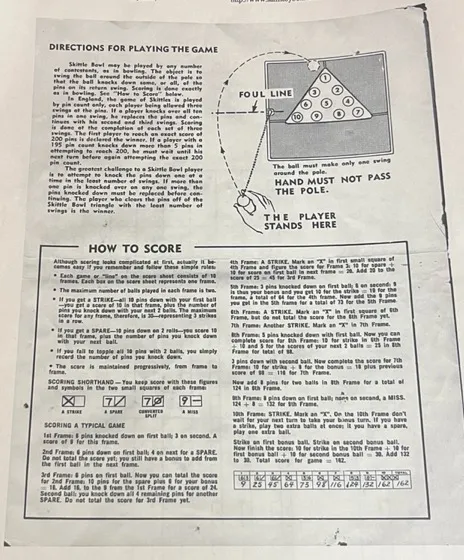 DIRECTIONS FOR PLAYING THE GAME
Skittle Bowl may be played by any number
of contestants, as in bowling. The object is to
swing the ball around the outside of the pole so
that the ball knocks down some, or all, of the
pins on its return swing. Scoring is done exactly
as in bowling. See "How to Score" below.
In England, the game of Skittles is played
by pin count only, each player being allowed three
swings at the pins. If a player knocks over all ten
pins in one swing, he replaces the pins and con-
tinues with his second and third swings. Scoring
is done at the completion of each set of three
swings. The first player to reach an exact score of
200 pins is declared the winner. If a player with a
195 pin count knocks down more than 5 pins in
attempting to reach 200, he must wait until his
next turn before again attempting the exact 200
pin count.
The greatest challenge to a Skittle Bowl player
is to attempt to knock the pins down one at a
time in the least number of swings. If more than
one pin is knocked over on any one swing, the
pins knocked down must be replaced before con-
tinuing. The player who clears the pins off of the
Skittle Bowl triangle with the least number of
swings is the winner.
FOUL LINE
1
3 2
6 5 4
10 9 8 7
The ball must make only one swing
around the pole.
HAND MUST NOT PASS
THE POLE.
THE PLAYER
STANDS HERE
HOW TO SCORE
Although scoring looks complicated at first, actually it be-
comes easy if you remember and follow these simple rules:
• Each game or "line" on the score sheet consists of 10
frames. Each box on the score sheet represents one frame.
• The maximum number of balls played in each frame is two.
• If you get a STRIKE—all 10 pins down with your first ball
—you get a score of 10 in that frame, plus the number of
pins you knock down with your next 2 balls. The maximum
score for any frame, therefore, is 30—representing 3 strikes
in a row.
• If you get a SPARE—10 pins down on 2 rolls—you score 10
in that frame, plus the number of pins you knock down
with your next ball.
• If you fail to topple all 10 pins with 2 balls, you simply
record the number of pins you knock down.
• The score is maintained progressively, from frame to
frame.
SCORING SHORTHAND—You keep score with these figures
and symbols in the two small squares of each frame:
A STRIKE
A SPARE
CONVERTED
SPLIT
A MISS
SCORING A TYPICAL GAME
1st Frame: 6 pins knocked down on first ball; 3 on second. A
score of 9 for this frame.
2nd Frame: 6 pins down on first ball; 4 on next for a SPARE.
Do not total the score yet; you still have a bonus to add from
the first ball in the next frame.
3rd Frame: 6 pins on first ball. Now you can total the score
for 2nd Frame: 10 pins for the spare plus 6 for your bonus
= 16. Add 16, to the 9 from the 1st Frame for a score of 24.
Second ball: you knock down all 4 remaining pins for another
SPARE. Do not total the score for 3rd Frame yet.
4th Frame: A STRIKE. Mark an "X" in first small square of
4th Frame and figure the score for Frame 3: 10 for spare +
10 for score on first ball in next frame = 20. Add 20 to the
score of 25 = 45 for 3rd Frame.
5th Frame: 3 pins knocked down on first ball; 6 on second: 9
is then your bonus and you get 10 for the strike = 19 for the
frame, a total of 64 for the 4th frame. Now add the 9 pins
you get in the 5th frame for a total of 73 for the 5th Frame.
6th Frame: A STRIKE. Mark an "X" in first square of 6th
Frame, but do not total the score for the 6th Frame yet.
7th Frame: Another STRIKE. Mark an "X" in 7th Frame.
8th Frame: 5 pins knocked down with first ball. Now you can
complete score for 6th Frame: 10 for strike in 6th Frame
+ 10 and 5 for the scores of your next 2 balls = 25 in 6th
Frame for total of 98.
3 pins down with second ball. Now complete the score for 7th
Frame: 10 for strike + 8 for the bonus = 18 plus previous
score of 98 = 116 for 7th Frame.
Now add 8 pins for two balls in 8th Frame for a total of
124 in 8th Frame.
9th Frame: 8 pins down on first ball; none on second, a MISS.
124 + 8 = 132 for 9th Frame.
10th Frame: STRIKE. Mark an "X". On the 10th Frame don't
wait for your next turn to take your bonus turn. If you have a
strike, play two extra balls at once; if you have a spare,
play one extra ball.
Strike on first bonus ball. Strike on second bonus ball.
Now finish the score: 10 for strike in the 10th Frame + 10 for
first bonus ball + 10 for second bonus ball = 30. Add 132
to 30. Total score for game = 162.
9 25 45 64 73 98 116 124 132 162 162